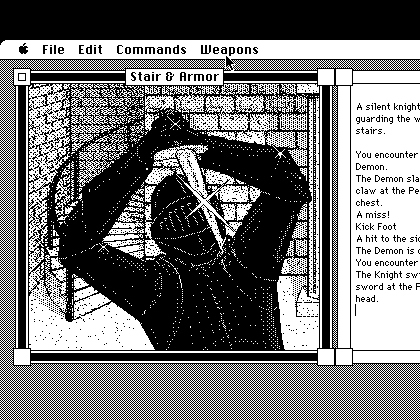 File Edit Commands Weapons
Stair & Armor
A silent knight
guarding the w
stairs.
You encounter
Demon.
The Demon sla
claw at the Pe
chest.
A miss!
Kick Foot
A hit to the sid
The Demon is d
You encounter
The Knight sw
sword at the P
head.